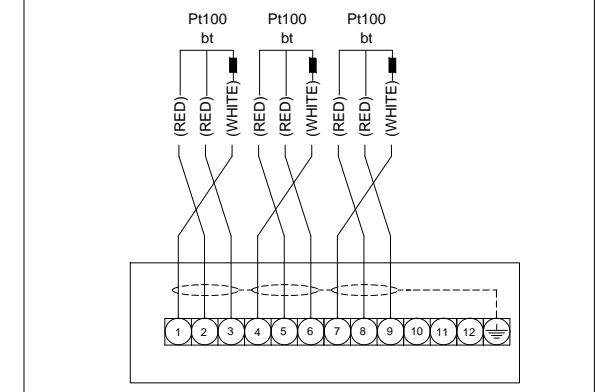 Pt100 Pt100 Pt100
bt bt bt
(RED) (RED) (WHITE) (RED) (RED) (WHITE) (RED) (RED) (WHITE)
1 2 3 4 5 6 7 8 9 10 11 12